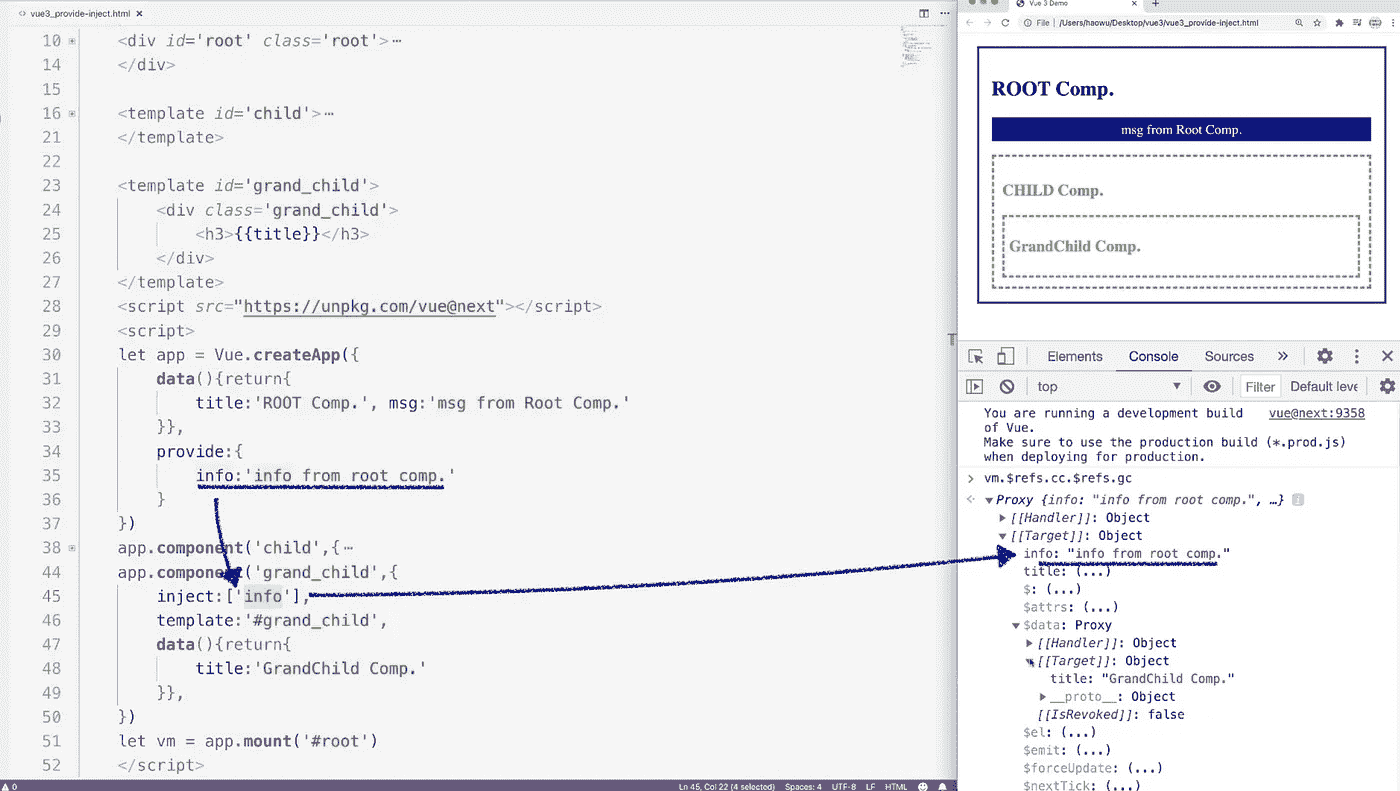 vue3_provide-inject.html
10 <div id='root' class='root'>…
14 </div>
15
16 <template id='child'>…
21 </template>
22
23 <template id='grand_child'>
24 <div class='grand_child'>
25 <h3>{{title}}</h3>
26 </div>
27 </template>
28 <script src="https://unpkg.com/vue@next"></script>
29 <script>
30 let app = Vue.createApp({
31 data(){return{
32 title:'ROOT Comp.', msg:'msg from Root Comp.'
33 }},
34 provide:{
35 info:'info from root comp.'
36 }
37 })
38 app.component('child',{…
44 app.component('grand_child',{
45 inject:['info'],
46 template:'#grand_child',
47 data(){return{
48 title:'GrandChild Comp.'
49 }},
50 })
51 let vm = app.mount('#root')
52 </script>
0
Ln 45, Col 22 (4 selected) Spaces: 4 UTF-8 LF HTML
Vue 3 Demo
File | /Users/haowu/Desktop/vue3/vue3_provide-inject.html
ROOT Comp.
msg from Root Comp.
CHILD Comp.
GrandChild Comp.
Elements Console Sources »
top Filter Default leve
You are running a development build vue@next:9358
of Vue.
Make sure to use the production build (*.prod.js)
when deploying for production.
vm.$refs.cc.$refs.gc
Proxy {info: "info from root comp.", …}
[[Handler]]: Object
[[Target]]: Object
info: "info from root comp."
title: (...)
$: (...)
$attrs: (...)
$data: Proxy
[[Handler]]: Object
[[Target]]: Object
title: "GrandChild Comp."
__proto__: Object
[[IsRevoked]]: false
$el: (...)
$emit: (...)
$forceUpdate: (...)
$nextTick: (...)